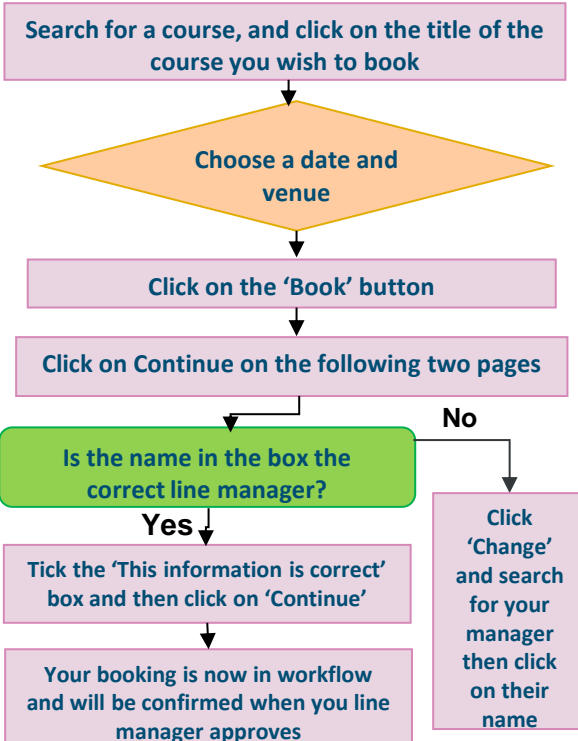 Search for a course, and click on the title of the
course you wish to book
Choose a date and
venue
Click on the ‘Book’ button
Click on Continue on the following two pages
No
Is the name in the box the
correct line manager?
Yes
Tick the ‘This information is correct’
box and then click on ‘Continue’
Click
‘Change’
and search
for your
manager
then click
on their
name
Your booking is now in workflow
and will be confirmed when you line
manager approves